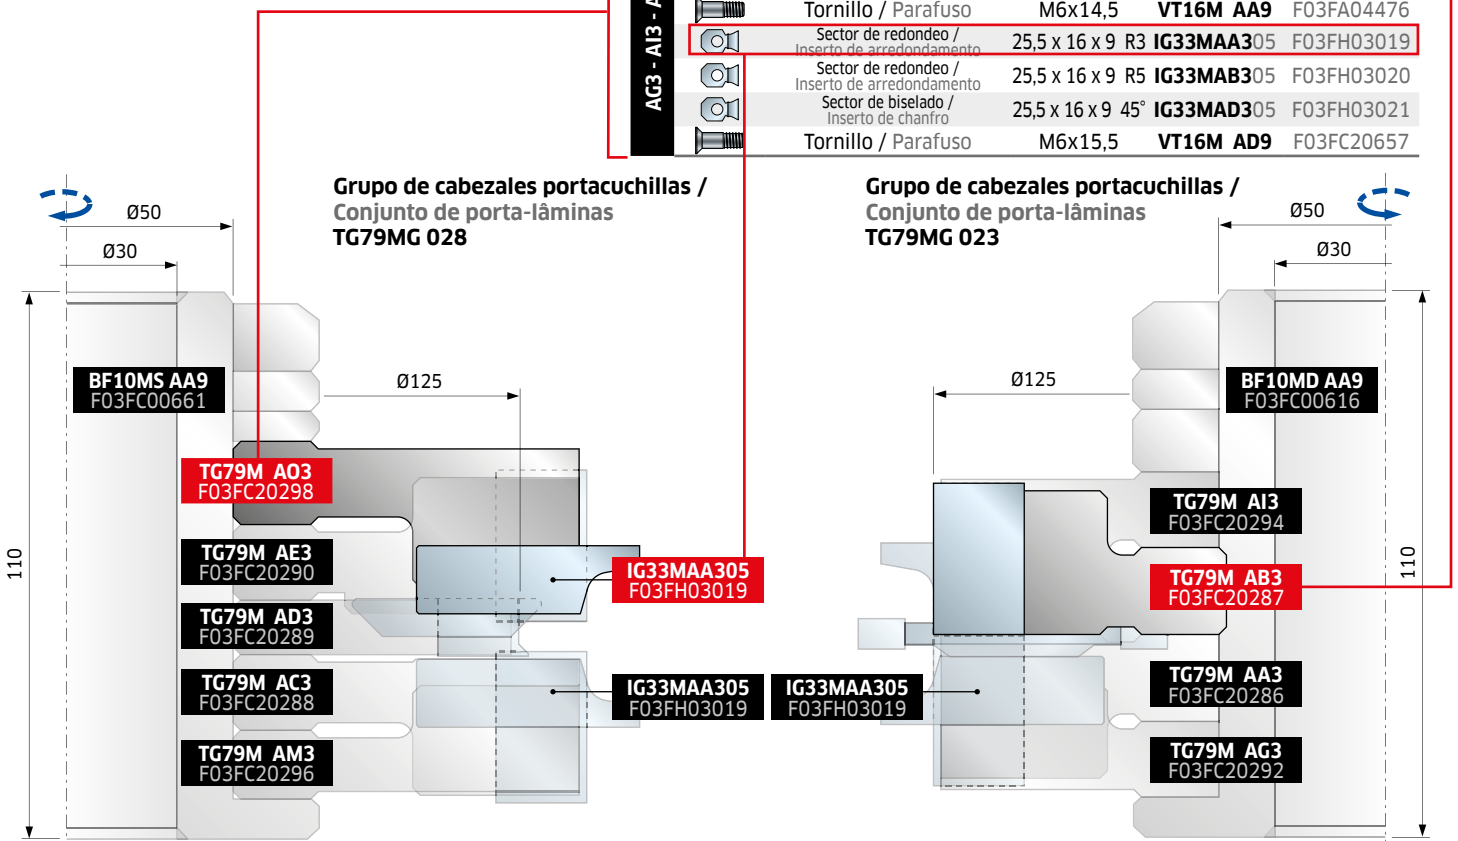 AG3 - AI3 - A
Tornillo / Parafuso M6x14,5 VT16M AA9 F03FA04476
Sector de redondeo /
Inserto de arredondamento
25,5 x 16 x 9 R3 IG33MAA305 F03FH03019
Sector de redondeo /
Inserto de arredondamento
25,5 x 16 x 9 R5 IG33MAB305 F03FH03020
Sector de biselado /
Inserto de chanfro
25,5 x 16 x 9 45° IG33MAD305 F03FH03021
Tornillo / Parafuso M6x15,5 VT16M AD9 F03FC20657
Grupo de cabezales portacuchillas /
Conjunto de porta-lâminas
TG79MG 028
Ø50
Ø30
Ø125
110
BF10MS AA9
F03FC00661
TG79M AO3
F03FC20298
TG79M AE3
F03FC20290
TG79M AD3
F03FC20289
TG79M AC3
F03FC20288
TG79M AM3
F03FC20296
IG33MAA305
F03FH03019
IG33MAA305
F03FH03019
Grupo de cabezales portacuchillas /
Conjunto de porta-lâminas
TG79MG 023
Ø50
Ø30
Ø125
110
BF10MD AA9
F03FC00616
TG79M AI3
F03FC20294
TG79M AB3
F03FC20287
TG79M AA3
F03FC20286
TG79M AG3
F03FC20292
IG33MAA305
F03FH03019